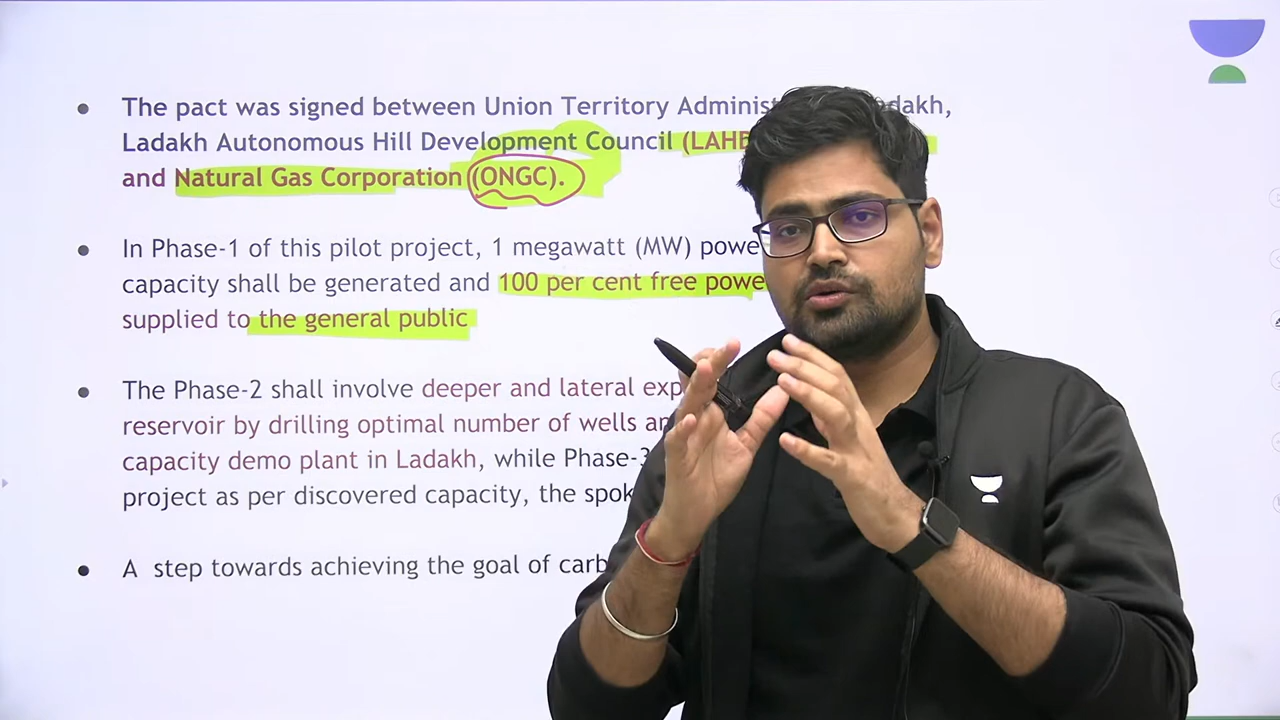 • The pact was signed between Union Territory Administ dakh,
Ladakh Autonomous Hill Development Council (LAH
and Natural Gas Corporation (ONGC).
• In Phase-1 of this pilot project, 1 megawatt (MW) powe
capacity shall be generated and 100 per cent free powe
supplied to the general public
• The Phase-2 shall involve deeper and lateral exp
reservoir by drilling optimal number of wells an
capacity demo plant in Ladakh, while Phase-3
project as per discovered capacity, the spok
• A step towards achieving the goal of carb